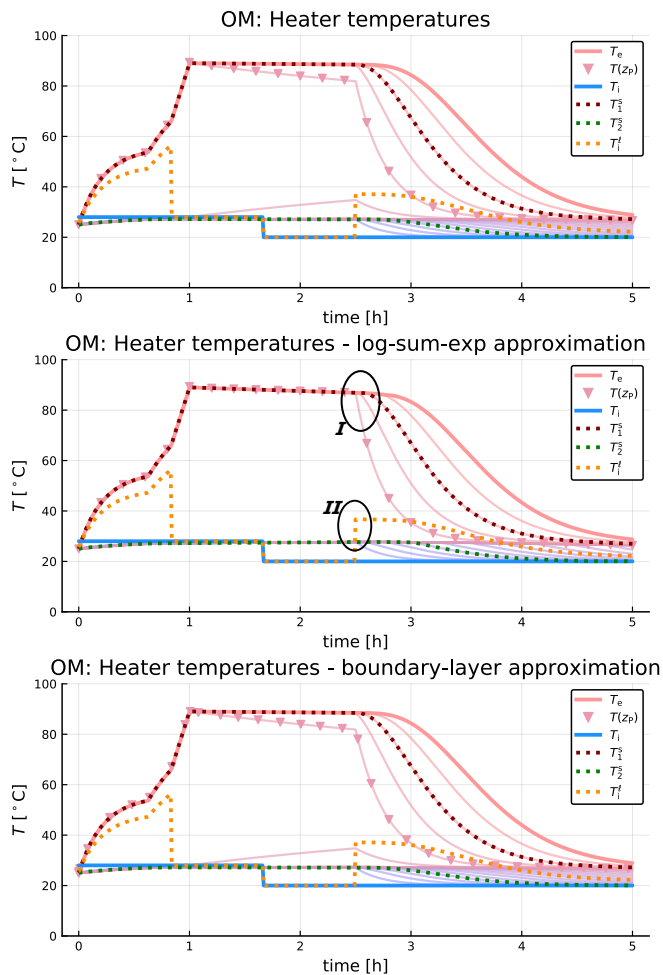 OM: Heater temperatures
100
80
60
40
20
0
T [°C]
0 1 2 3 4 5
time [h]
Tₑ
T(zₚ)
Tᵢ
T₁ˢ
T₂ˢ
Tᵢˡ
OM: Heater temperatures - log-sum-exp approximation
100
80
60
40
20
0
T [°C]
I
II
0 1 2 3 4 5
time [h]
Tₑ
T(zₚ)
Tᵢ
T₁ˢ
T₂ˢ
Tᵢˡ
OM: Heater temperatures - boundary-layer approximation
100
80
60
40
20
0
T [°C]
0 1 2 3 4 5
time [h]
Tₑ
T(zₚ)
Tᵢ
T₁ˢ
T₂ˢ
Tᵢˡ